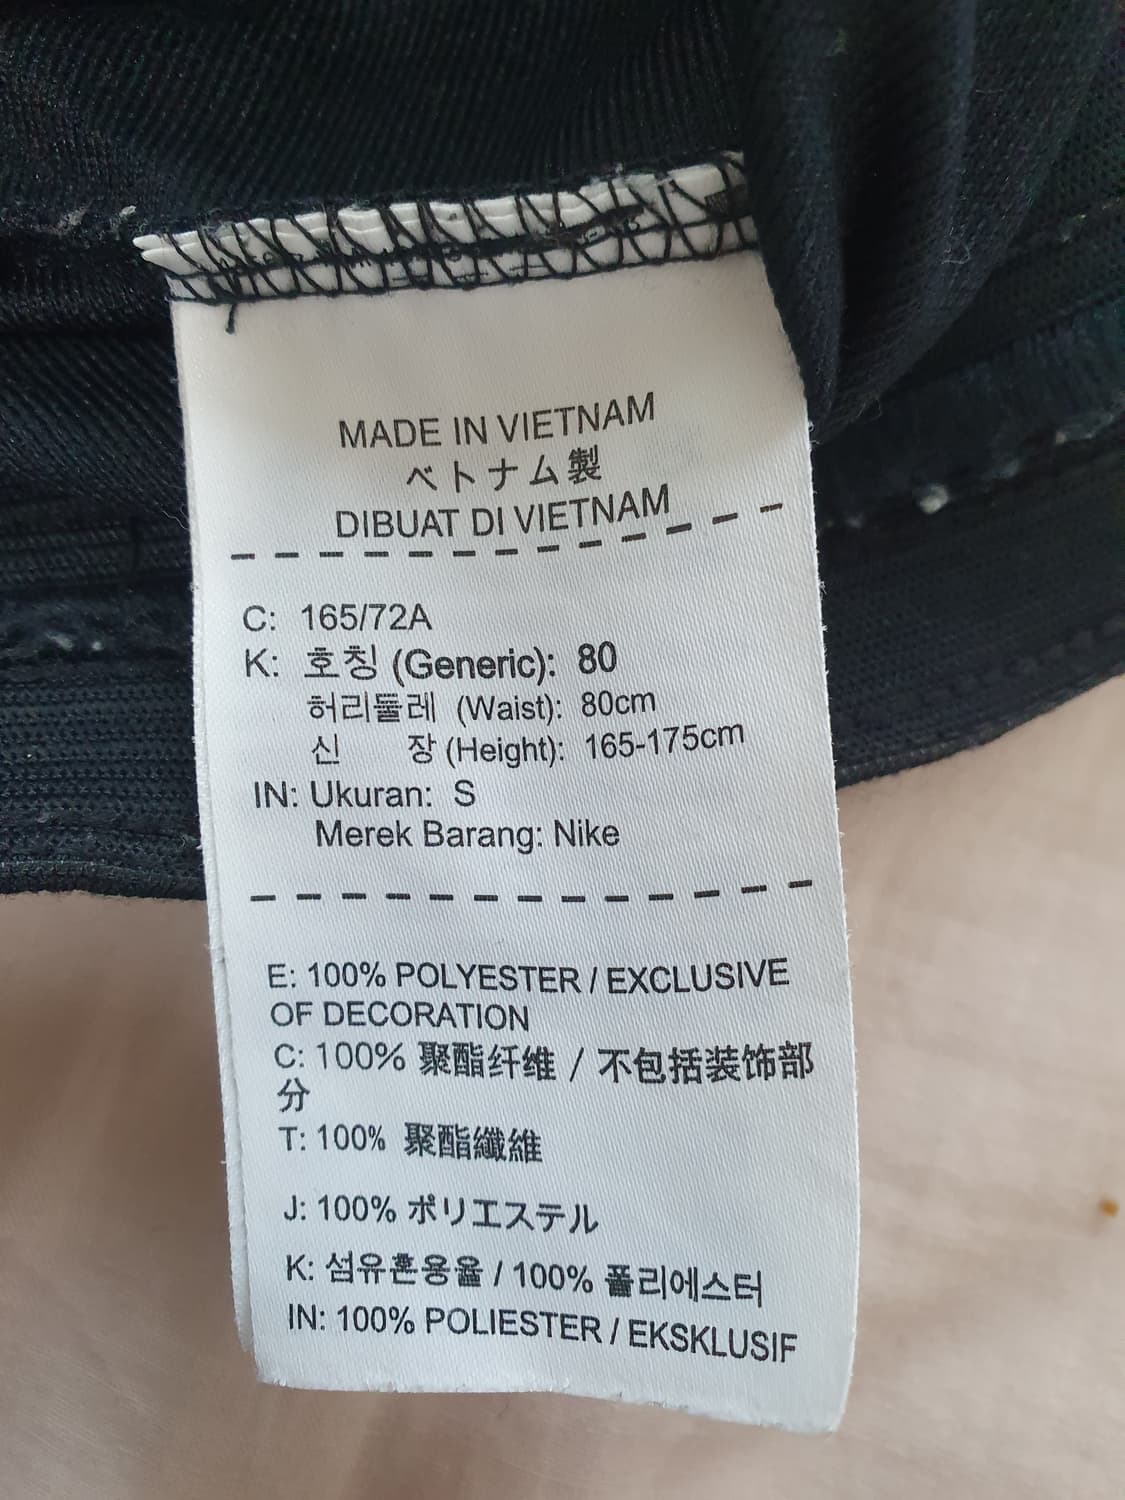 MADE IN VIETNAM
ベトナム製
DIBUAT DI VIETNAM
C: 165/72A
K: 호칭 (Generic): 80
허리둘레 (Waist): 80cm
신 장 (Height): 165-175cm
IN: Ukuran: S
Merek Barang: Nike
E: 100% POLYESTER / EXCLUSIVE
OF DECORATION
C: 100% 聚酯纤维 / 不包括装饰部
分
T: 100% 聚酯纖維
J: 100% ポリエステル
K: 섬유혼용율 / 100% 폴리에스터
IN: 100% POLIESTER / EKSKLUSIF